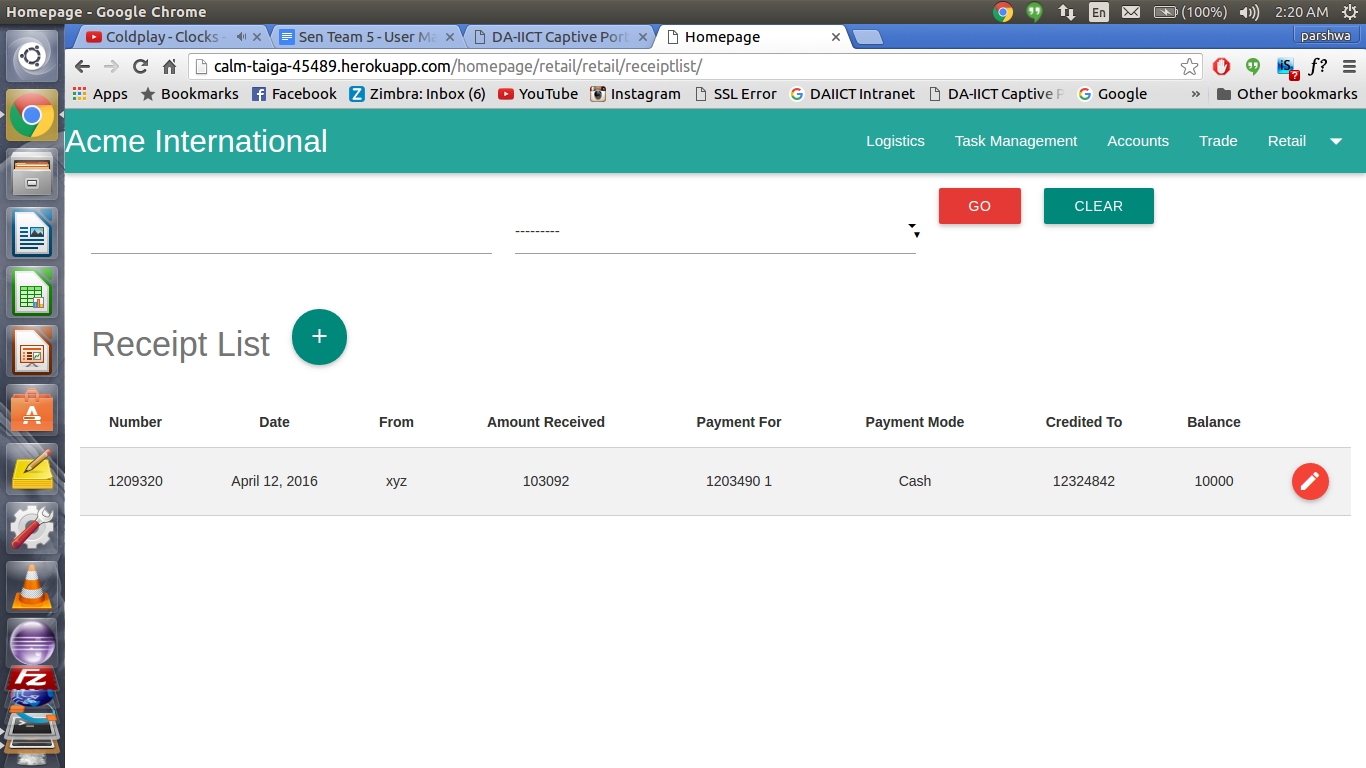 Homepage - Google Chrome
En
(100%)
2:20 AM
Coldplay - Clocks -
Sen Team 5 - User Ma
DA-IICT Captive Port
Homepage
parshwa
calm-taiga-45489.herokuapp.com/homepage/retail/retail/receiptlist/
iS
?
f?
Apps
Bookmarks
Facebook
Zimbra: Inbox (6)
YouTube
Instagram
SSL Error
DAIICT Intranet
DA-IICT Captive P
Google
»
Other bookmarks
Acme International
Logistics
Task Management
Accounts
Trade
Retail
---------
GO
CLEAR
Receipt List
+
Number Date From Amount Received Payment For Payment Mode Credited To Balance
1209320 April 12, 2016 xyz 103092 1203490 1 Cash 12324842 10000
Fz